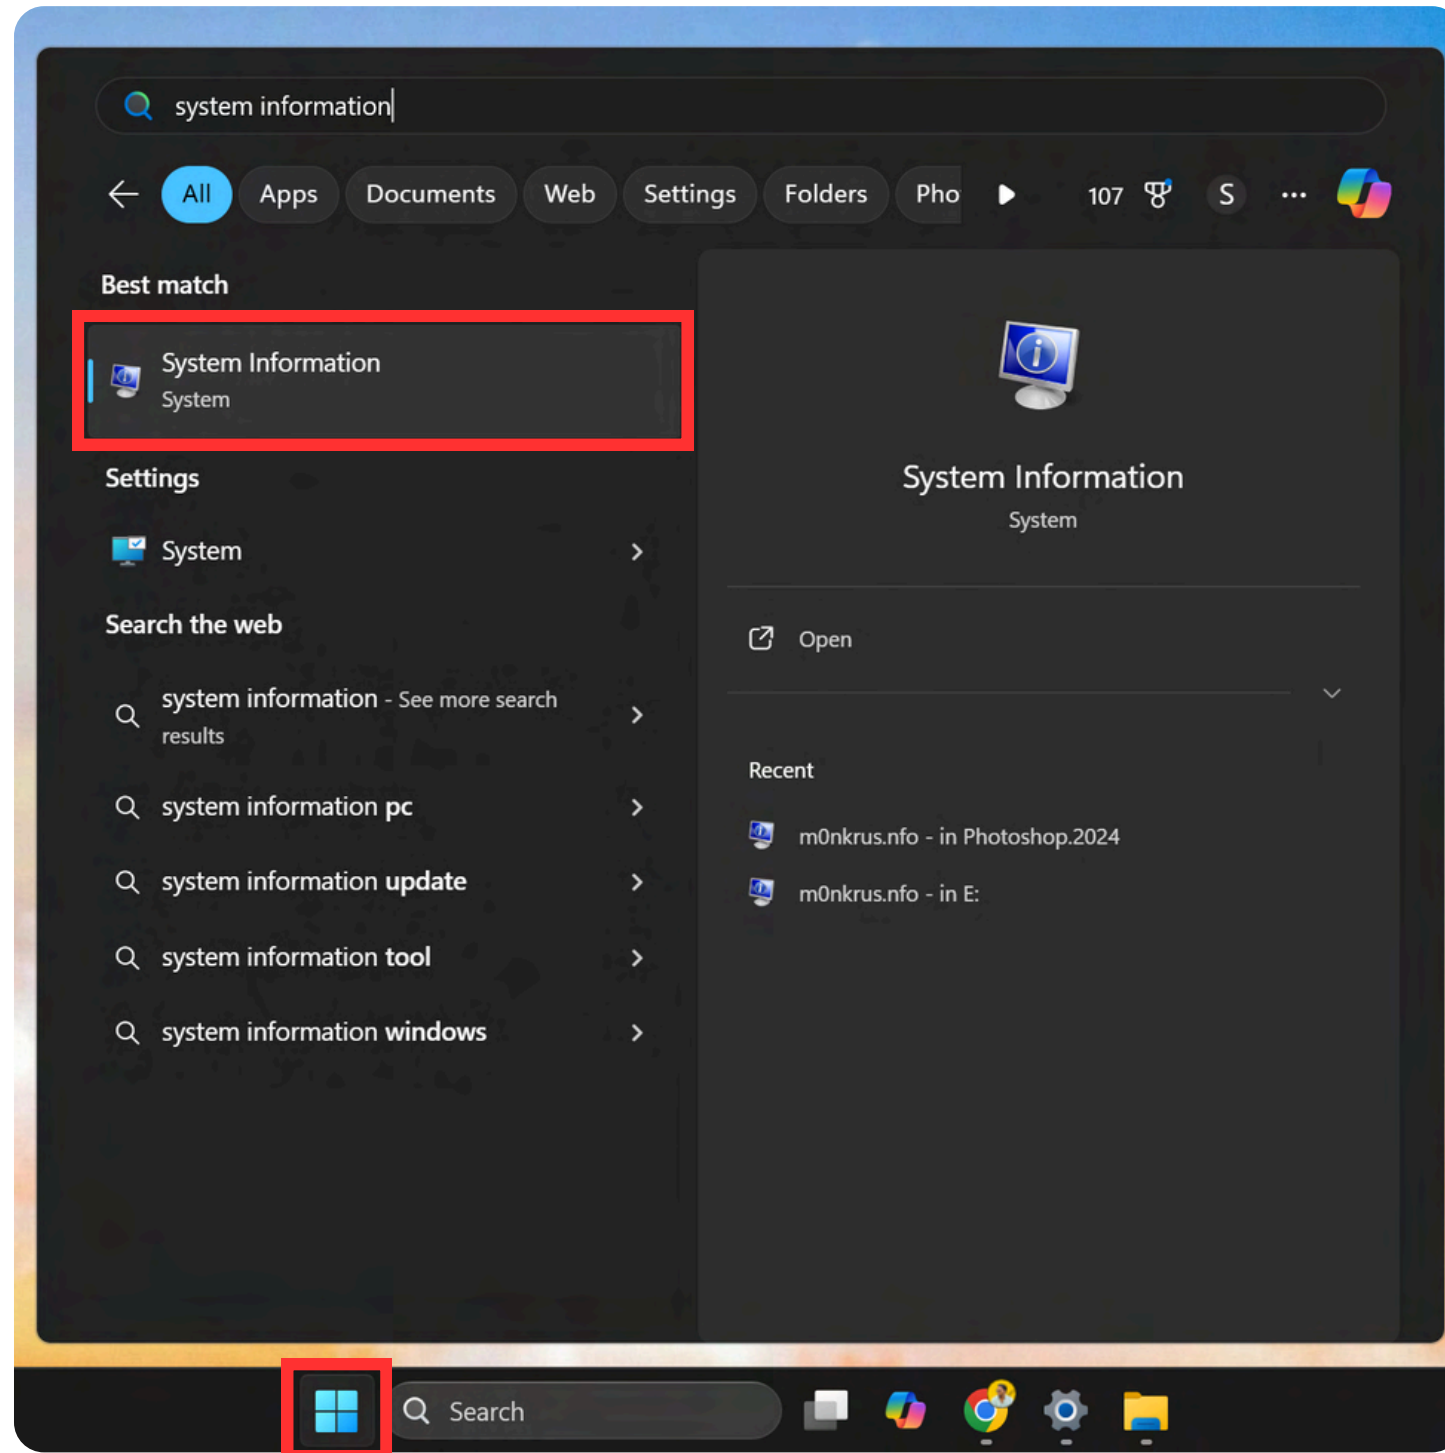 system information
All
Apps
Documents
Web
Settings
Folders
Pho
107
S
Best match
System Information
System
Settings
System
Search the web
system information - See more search
results
system information pc
system information update
system information tool
system information windows
System Information
System
Open
Recent
m0nkrus.nfo - in Photoshop.2024
m0nkrus.nfo - in E:
Search